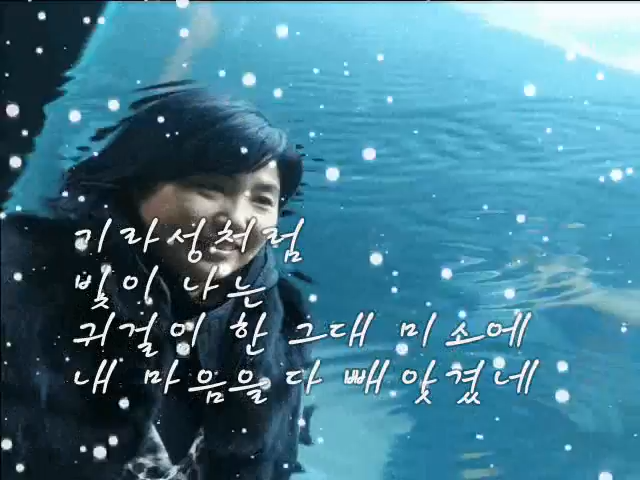 기라성처럼
빛이 나는
귀걸이 한 그대 미소에
내 마음을 다 빼앗겼네